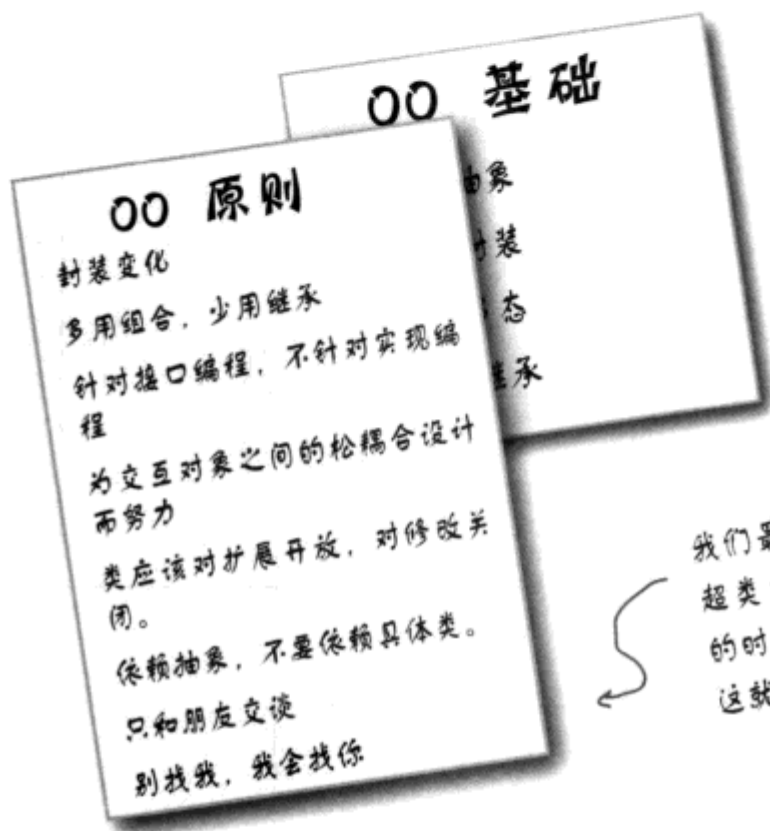 OO 基础
抽象
封装
态
继承
OO 原则
封装变化
多用组合，少用继承
针对接口编程，不针对实现编
程
为交互对象之间的松耦合设计
而努力
类应该对扩展开放，对修改关
闭。
依赖抽象，不要依赖具体类。
只和朋友交谈
别找我，我会找你
我们最
超类
的时
这就